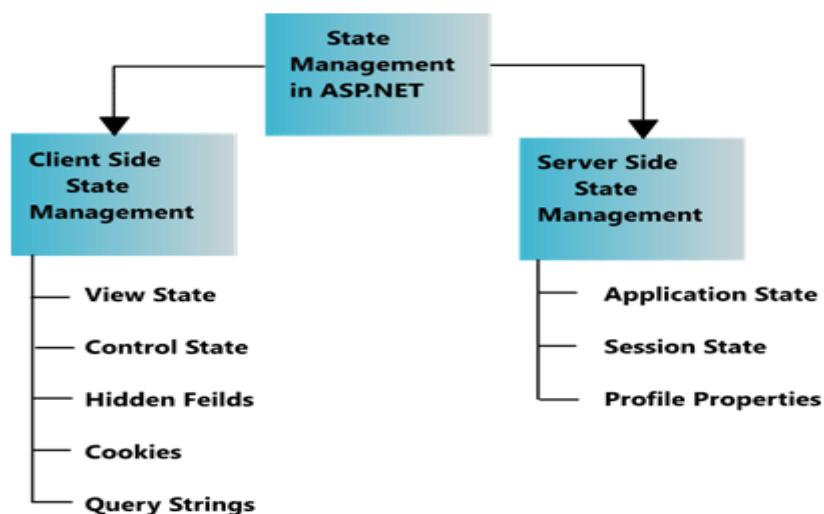 State
Management
in ASP.NET
Client Side
State
Management
View State
Control State
Hidden Feilds
Cookies
Query Strings
Server Side
State
Management
Application State
Session State
Profile Properties